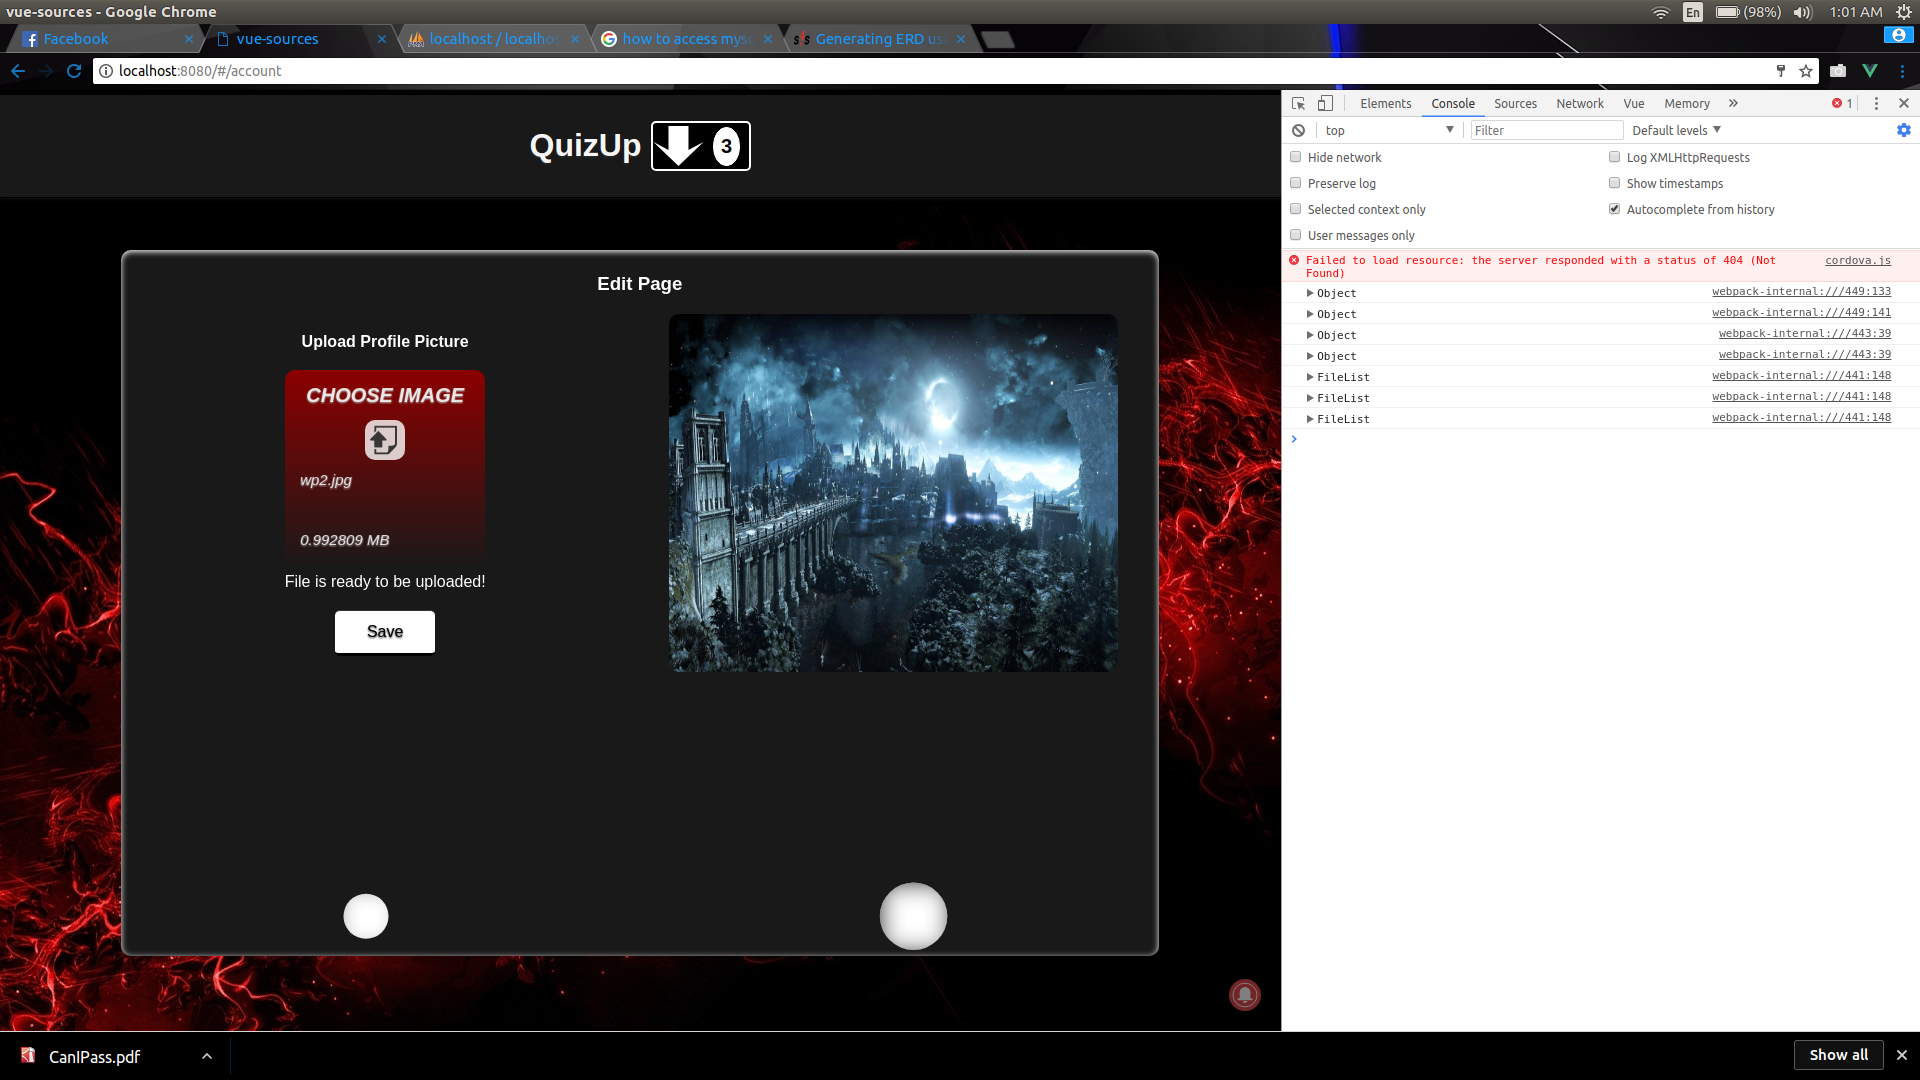 vue-sources - Google Chrome
En (98%) 1:01 AM
Facebook vue-sources localhost / localho how to access mys Generating ERD us
localhost:8080/#/account
Elements Console Sources Network Vue Memory » 1
top Filter Default levels
Hide network Log XMLHttpRequests
Preserve log Show timestamps
Selected context only Autocomplete from history
User messages only
Failed to load resource: the server responded with a status of 404 (Not Found) cordova.js
Object webpack-internal:///449:133
Object webpack-internal:///449:141
Object webpack-internal:///443:39
Object webpack-internal:///443:39
FileList webpack-internal:///441:148
FileList webpack-internal:///441:148
FileList webpack-internal:///441:148
QuizUp 3
Edit Page
Upload Profile Picture
CHOOSE IMAGE
wp2.jpg
0.992809 MB
File is ready to be uploaded!
Save
CanIPass.pdf Show all